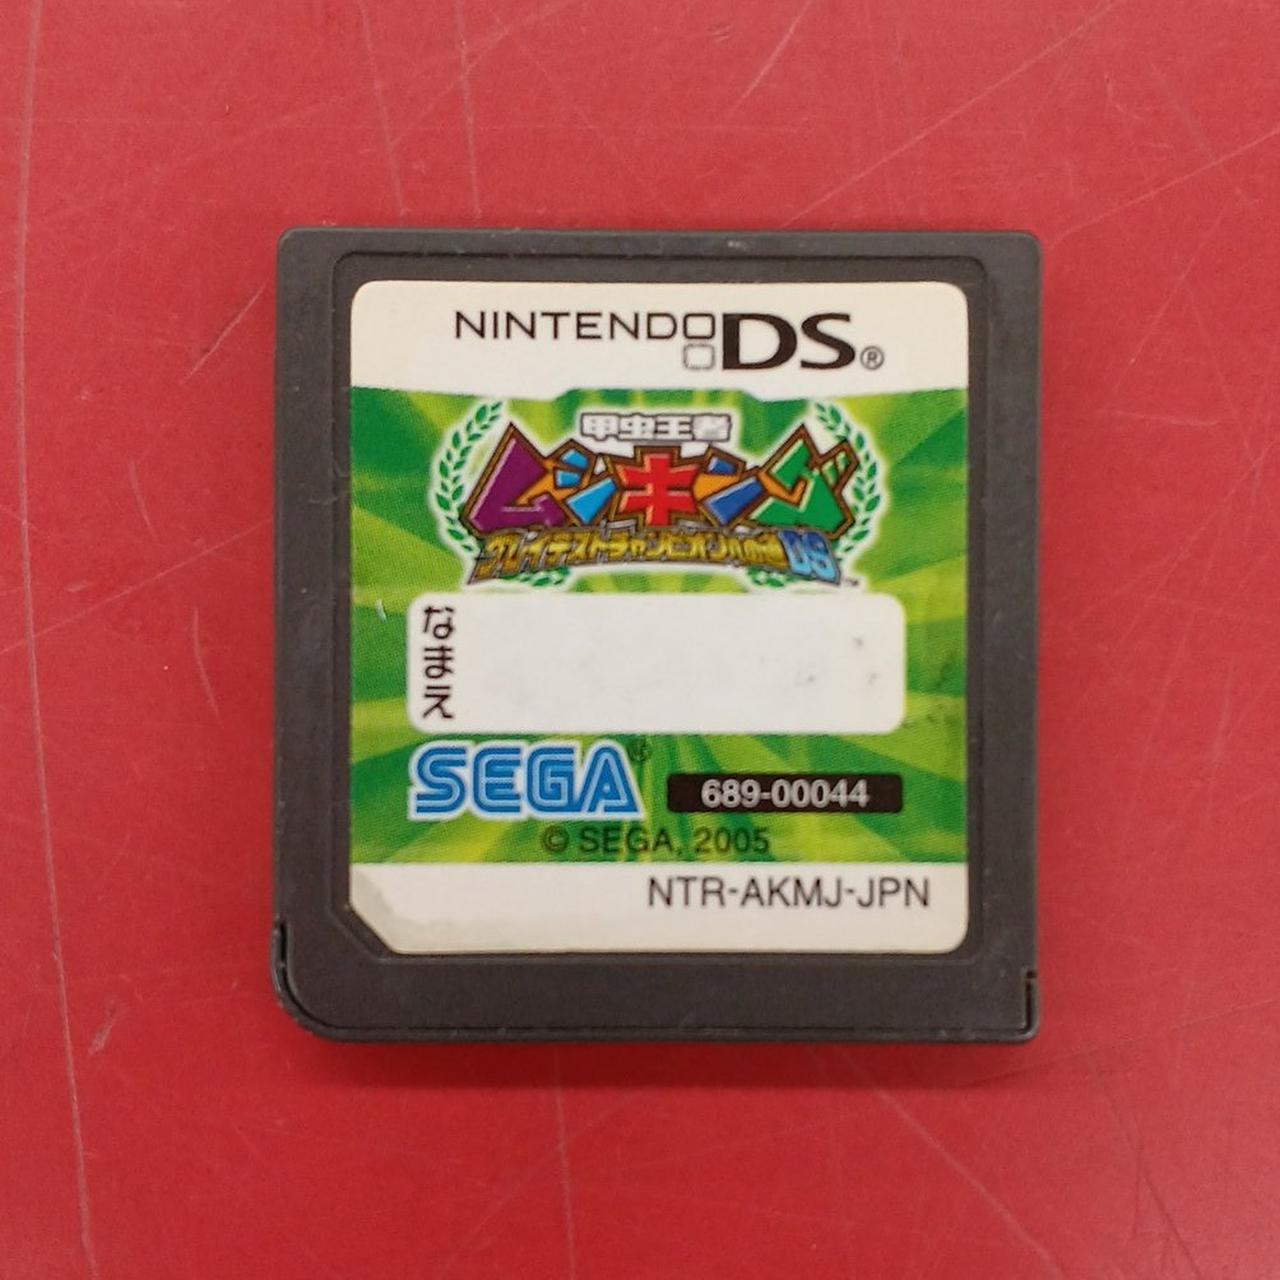 NINTENDO DS®
甲虫王者
ムシキング
グレイテストチャンピオンへの道DS™
なまえ
SEGA®
689-00044
© SEGA, 2005
NTR-AKMJ-JPN